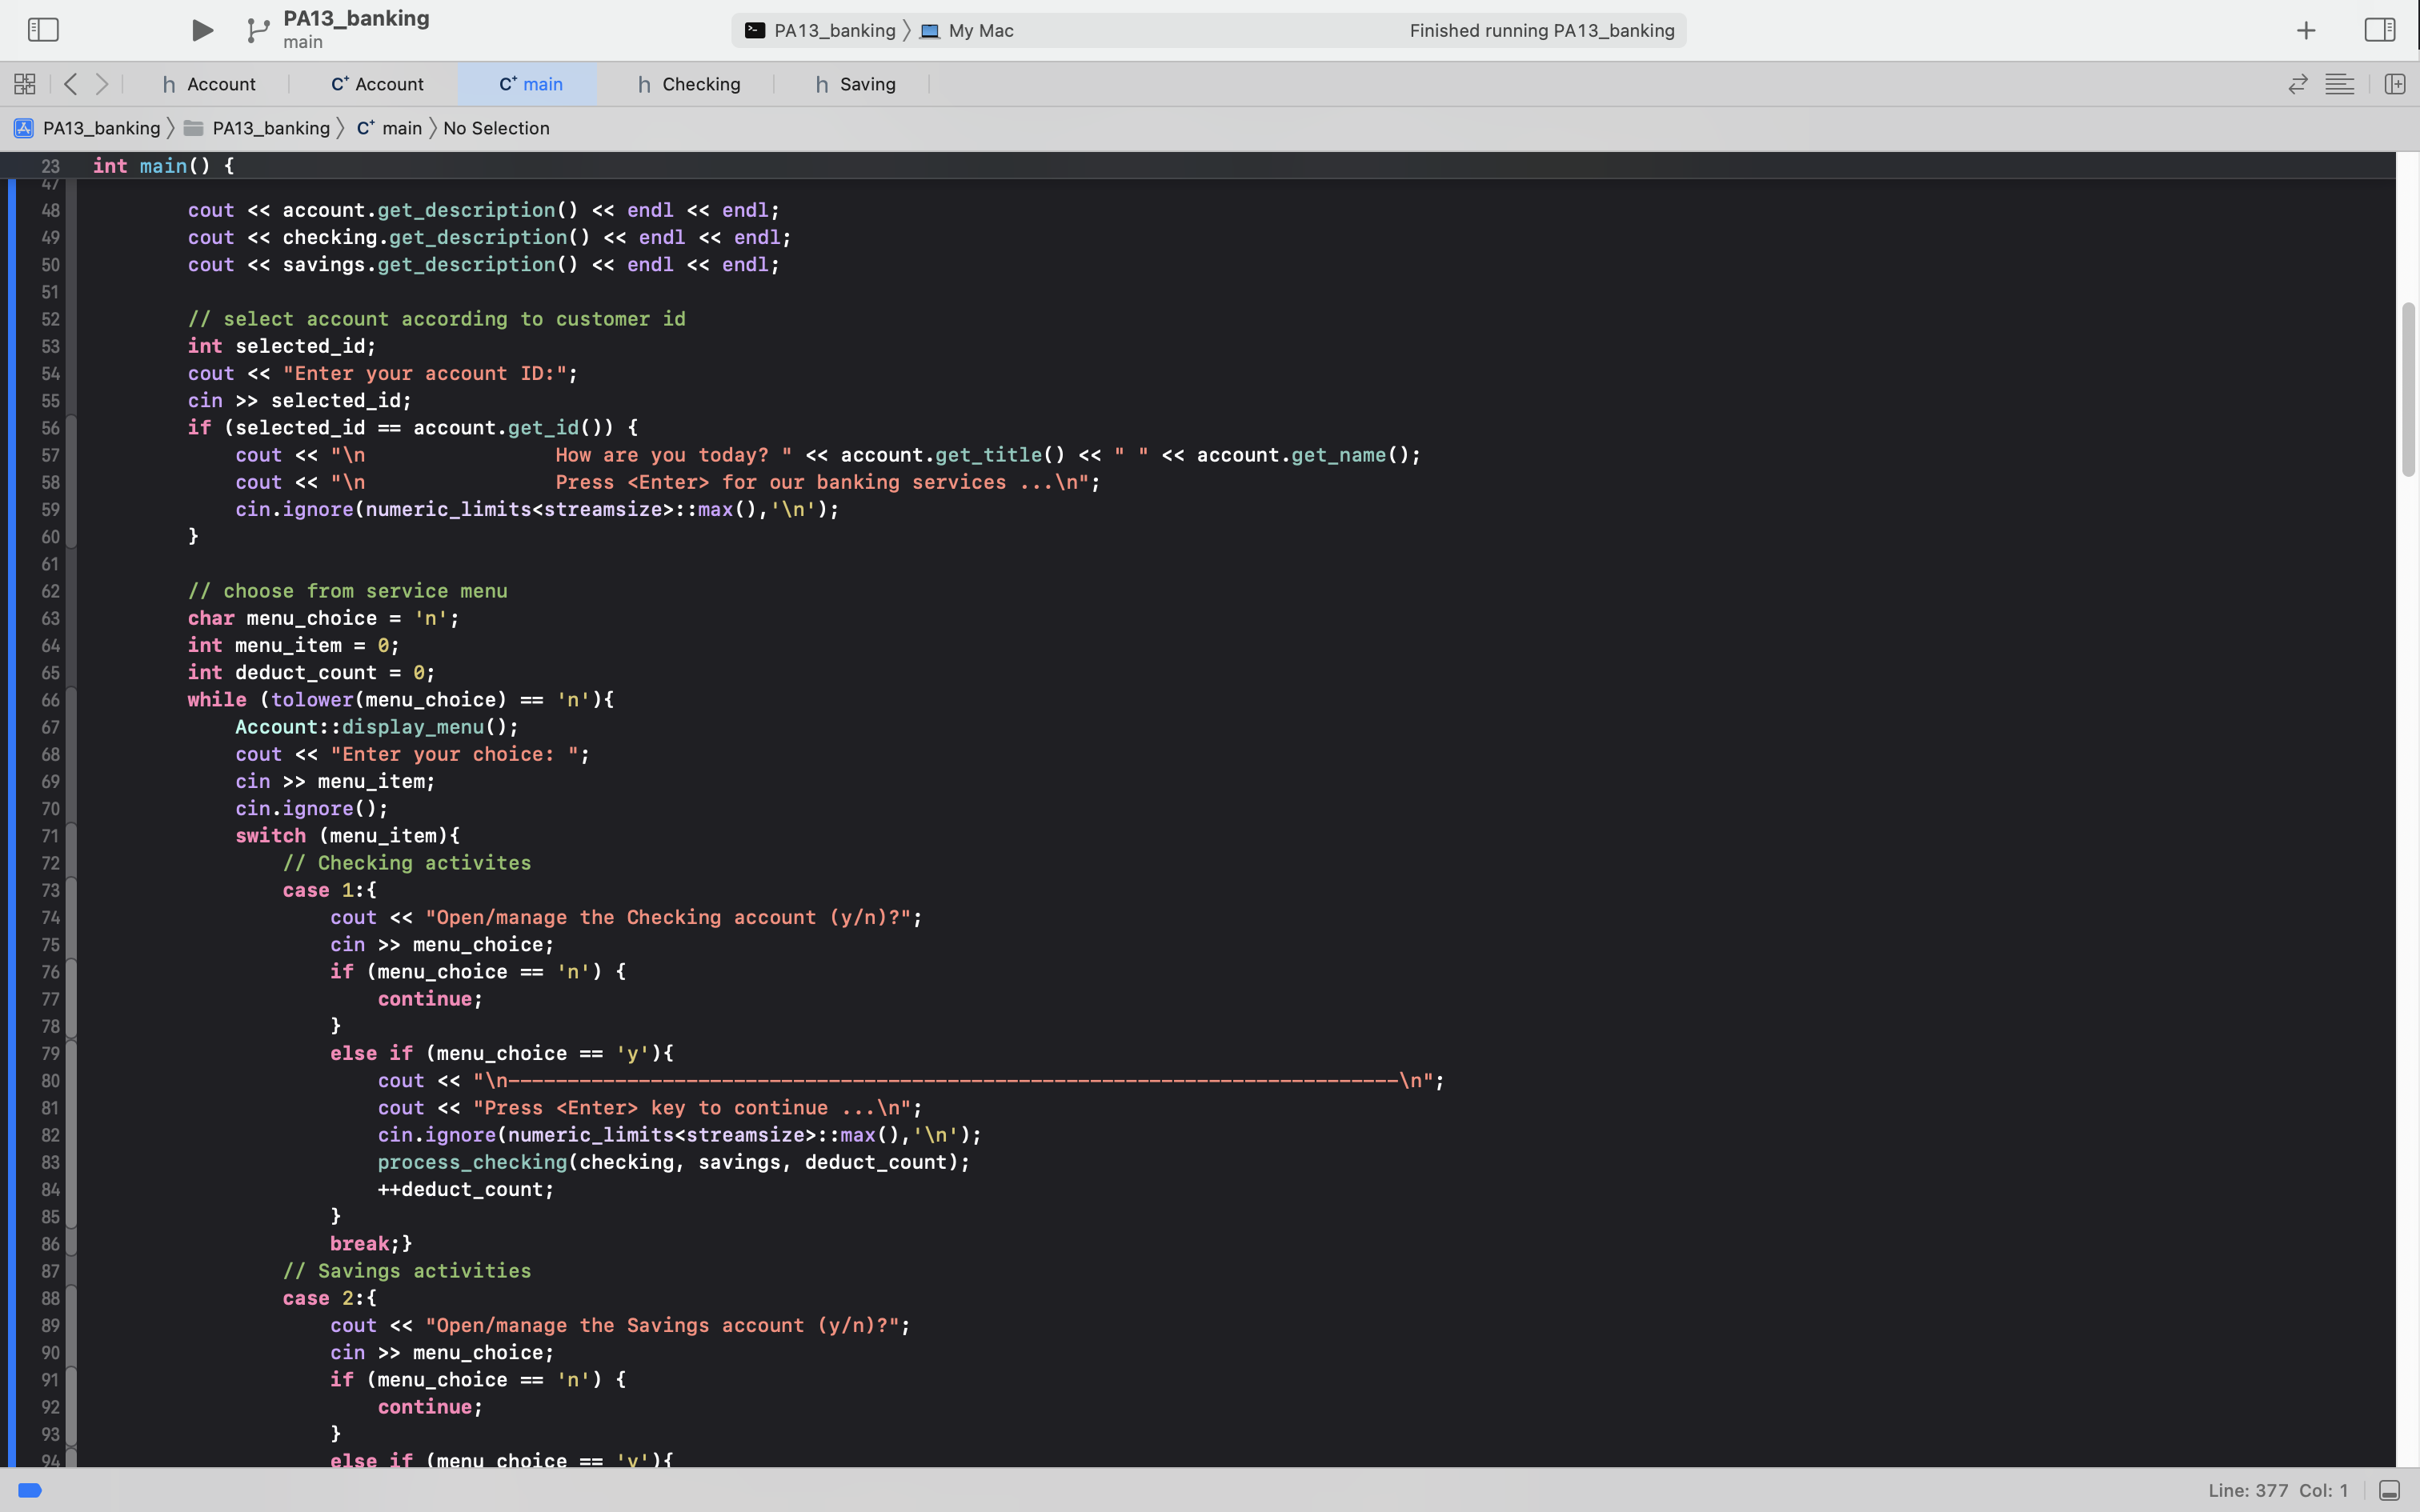 PA13_banking
main
PA13_banking 〉 My Mac
Finished running PA13_banking
h Account
C+ Account
C+ main
h Checking
h Saving
PA13_banking 〉 PA13_banking 〉 C+ main 〉 No Selection
23 int main() {
47
48 cout << account.get_description() << endl << endl;
49 cout << checking.get_description() << endl << endl;
50 cout << savings.get_description() << endl << endl;
51
52 // select account according to customer id
53 int selected_id;
54 cout << "Enter your account ID:";
55 cin >> selected_id;
56 if (selected_id == account.get_id()) {
57 cout << "\n                How are you today? " << account.get_title() << " " << account.get_name();
58 cout << "\n                Press <Enter> for our banking services ...\n";
59 cin.ignore(numeric_limits<streamsize>::max(),'\n');
60 }
61
62 // choose from service menu
63 char menu_choice = 'n';
64 int menu_item = 0;
65 int deduct_count = 0;
66 while (tolower(menu_choice) == 'n'){
67 Account::display_menu();
68 cout << "Enter your choice: ";
69 cin >> menu_item;
70 cin.ignore();
71 switch (menu_item){
72 // Checking activites
73 case 1:{
74 cout << "Open/manage the Checking account (y/n)?";
75 cin >> menu_choice;
76 if (menu_choice == 'n') {
77 continue;
78 }
79 else if (menu_choice == 'y'){
80 cout << "\n---------------------------------------------------------------------------\n";
81 cout << "Press <Enter> key to continue ...\n";
82 cin.ignore(numeric_limits<streamsize>::max(),'\n');
83 process_checking(checking, savings, deduct_count);
84 ++deduct_count;
85 }
86 break;}
87 // Savings activities
88 case 2:{
89 cout << "Open/manage the Savings account (y/n)?";
90 cin >> menu_choice;
91 if (menu_choice == 'n') {
92 continue;
93 }
94 else if (menu_choice == 'y'){
Line: 377 Col: 1